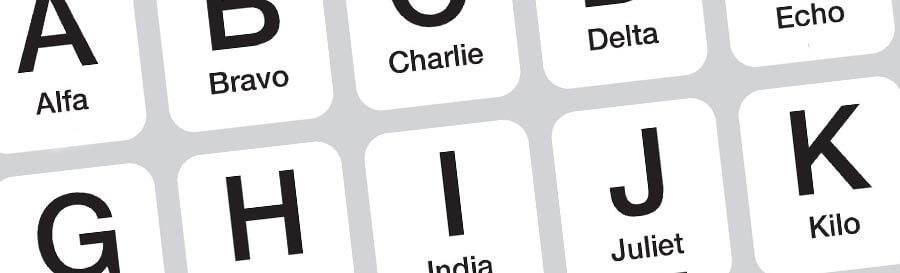 A
B
C
Alfa
Bravo
Charlie
Delta
Echo
G
H
I
J
K
India
Juliet
Kilo